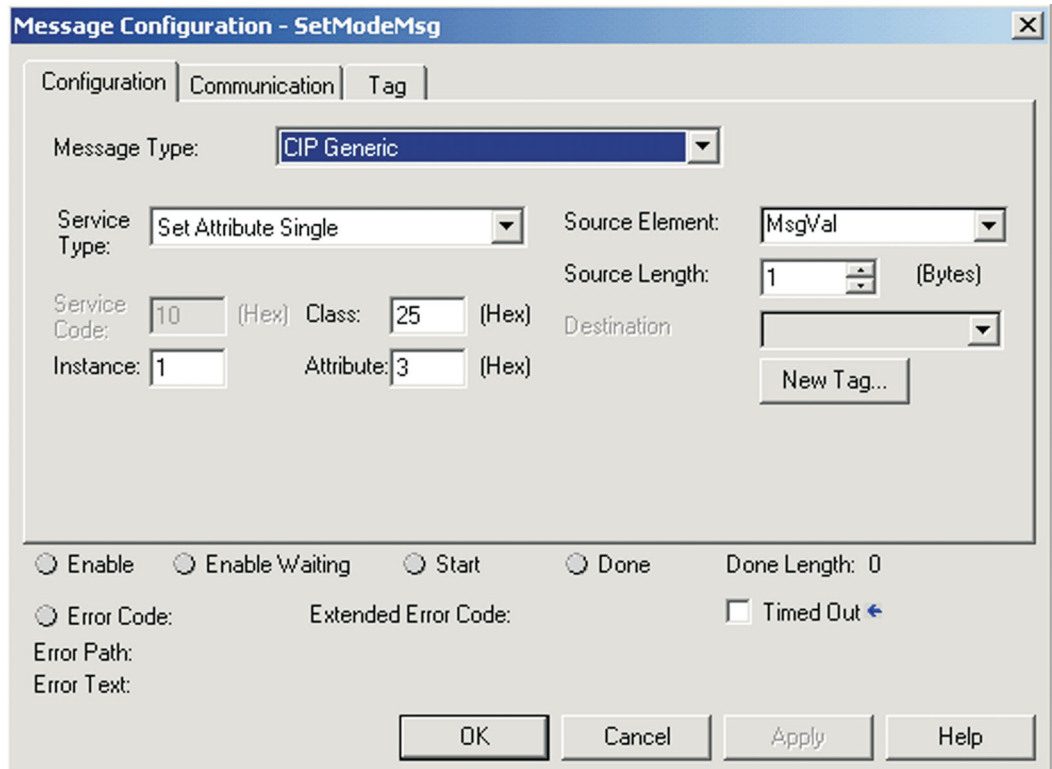 Message Configuration - SetModeMsg
Configuration Communication Tag
Message Type: CIP Generic
Service Type: Set Attribute Single Source Element: MsgVal
Source Length: 1 (Bytes)
Service Code: 10 (Hex) Class: 25 (Hex) Destination
Instance: 1 Attribute: 3 (Hex) New Tag...
Enable Enable Waiting Start Done Done Length: 0
Error Code: Extended Error Code: Timed Out
Error Path:
Error Text:
OK Cancel Apply Help